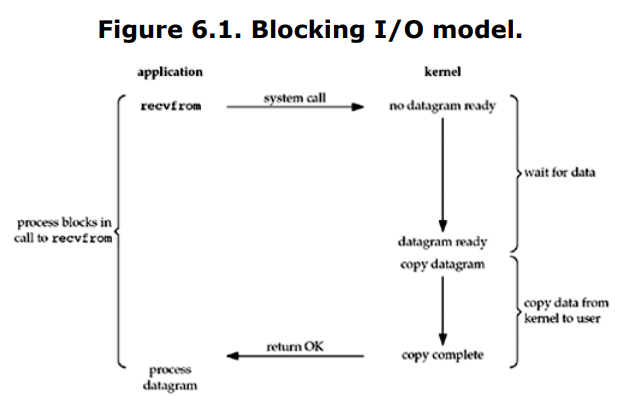 Figure 6.1. Blocking I/O model.
application
kernel
recvfrom
system call
no datagram ready
wait for data
process blocks in
call to recvfrom
datagram ready
copy datagram
copy data from
kernel to user
return OK
copy complete
process
datagram